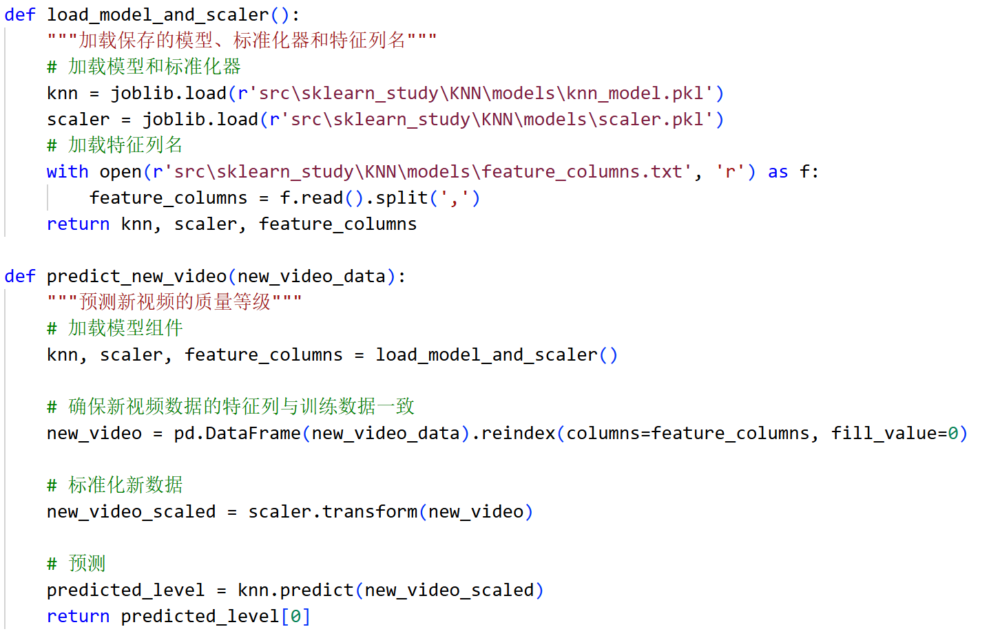 def load_model_and_scaler():
    """加载保存的模型、标准化器和特征列名"""
    # 加载模型和标准化器
    knn = joblib.load(r'src\sklearn_study\KNN\models\knn_model.pkl')
    scaler = joblib.load(r'src\sklearn_study\KNN\models\scaler.pkl')
    # 加载特征列名
    with open(r'src\sklearn_study\KNN\models\feature_columns.txt', 'r') as f:
        feature_columns = f.read().split(',')
    return knn, scaler, feature_columns

def predict_new_video(new_video_data):
    """预测新视频的质量等级"""
    # 加载模型组件
    knn, scaler, feature_columns = load_model_and_scaler()

    # 确保新视频数据的特征列与训练数据一致
    new_video = pd.DataFrame(new_video_data).reindex(columns=feature_columns, fill_value=0)

    # 标准化新数据
    new_video_scaled = scaler.transform(new_video)

    # 预测
    predicted_level = knn.predict(new_video_scaled)
    return predicted_level[0]